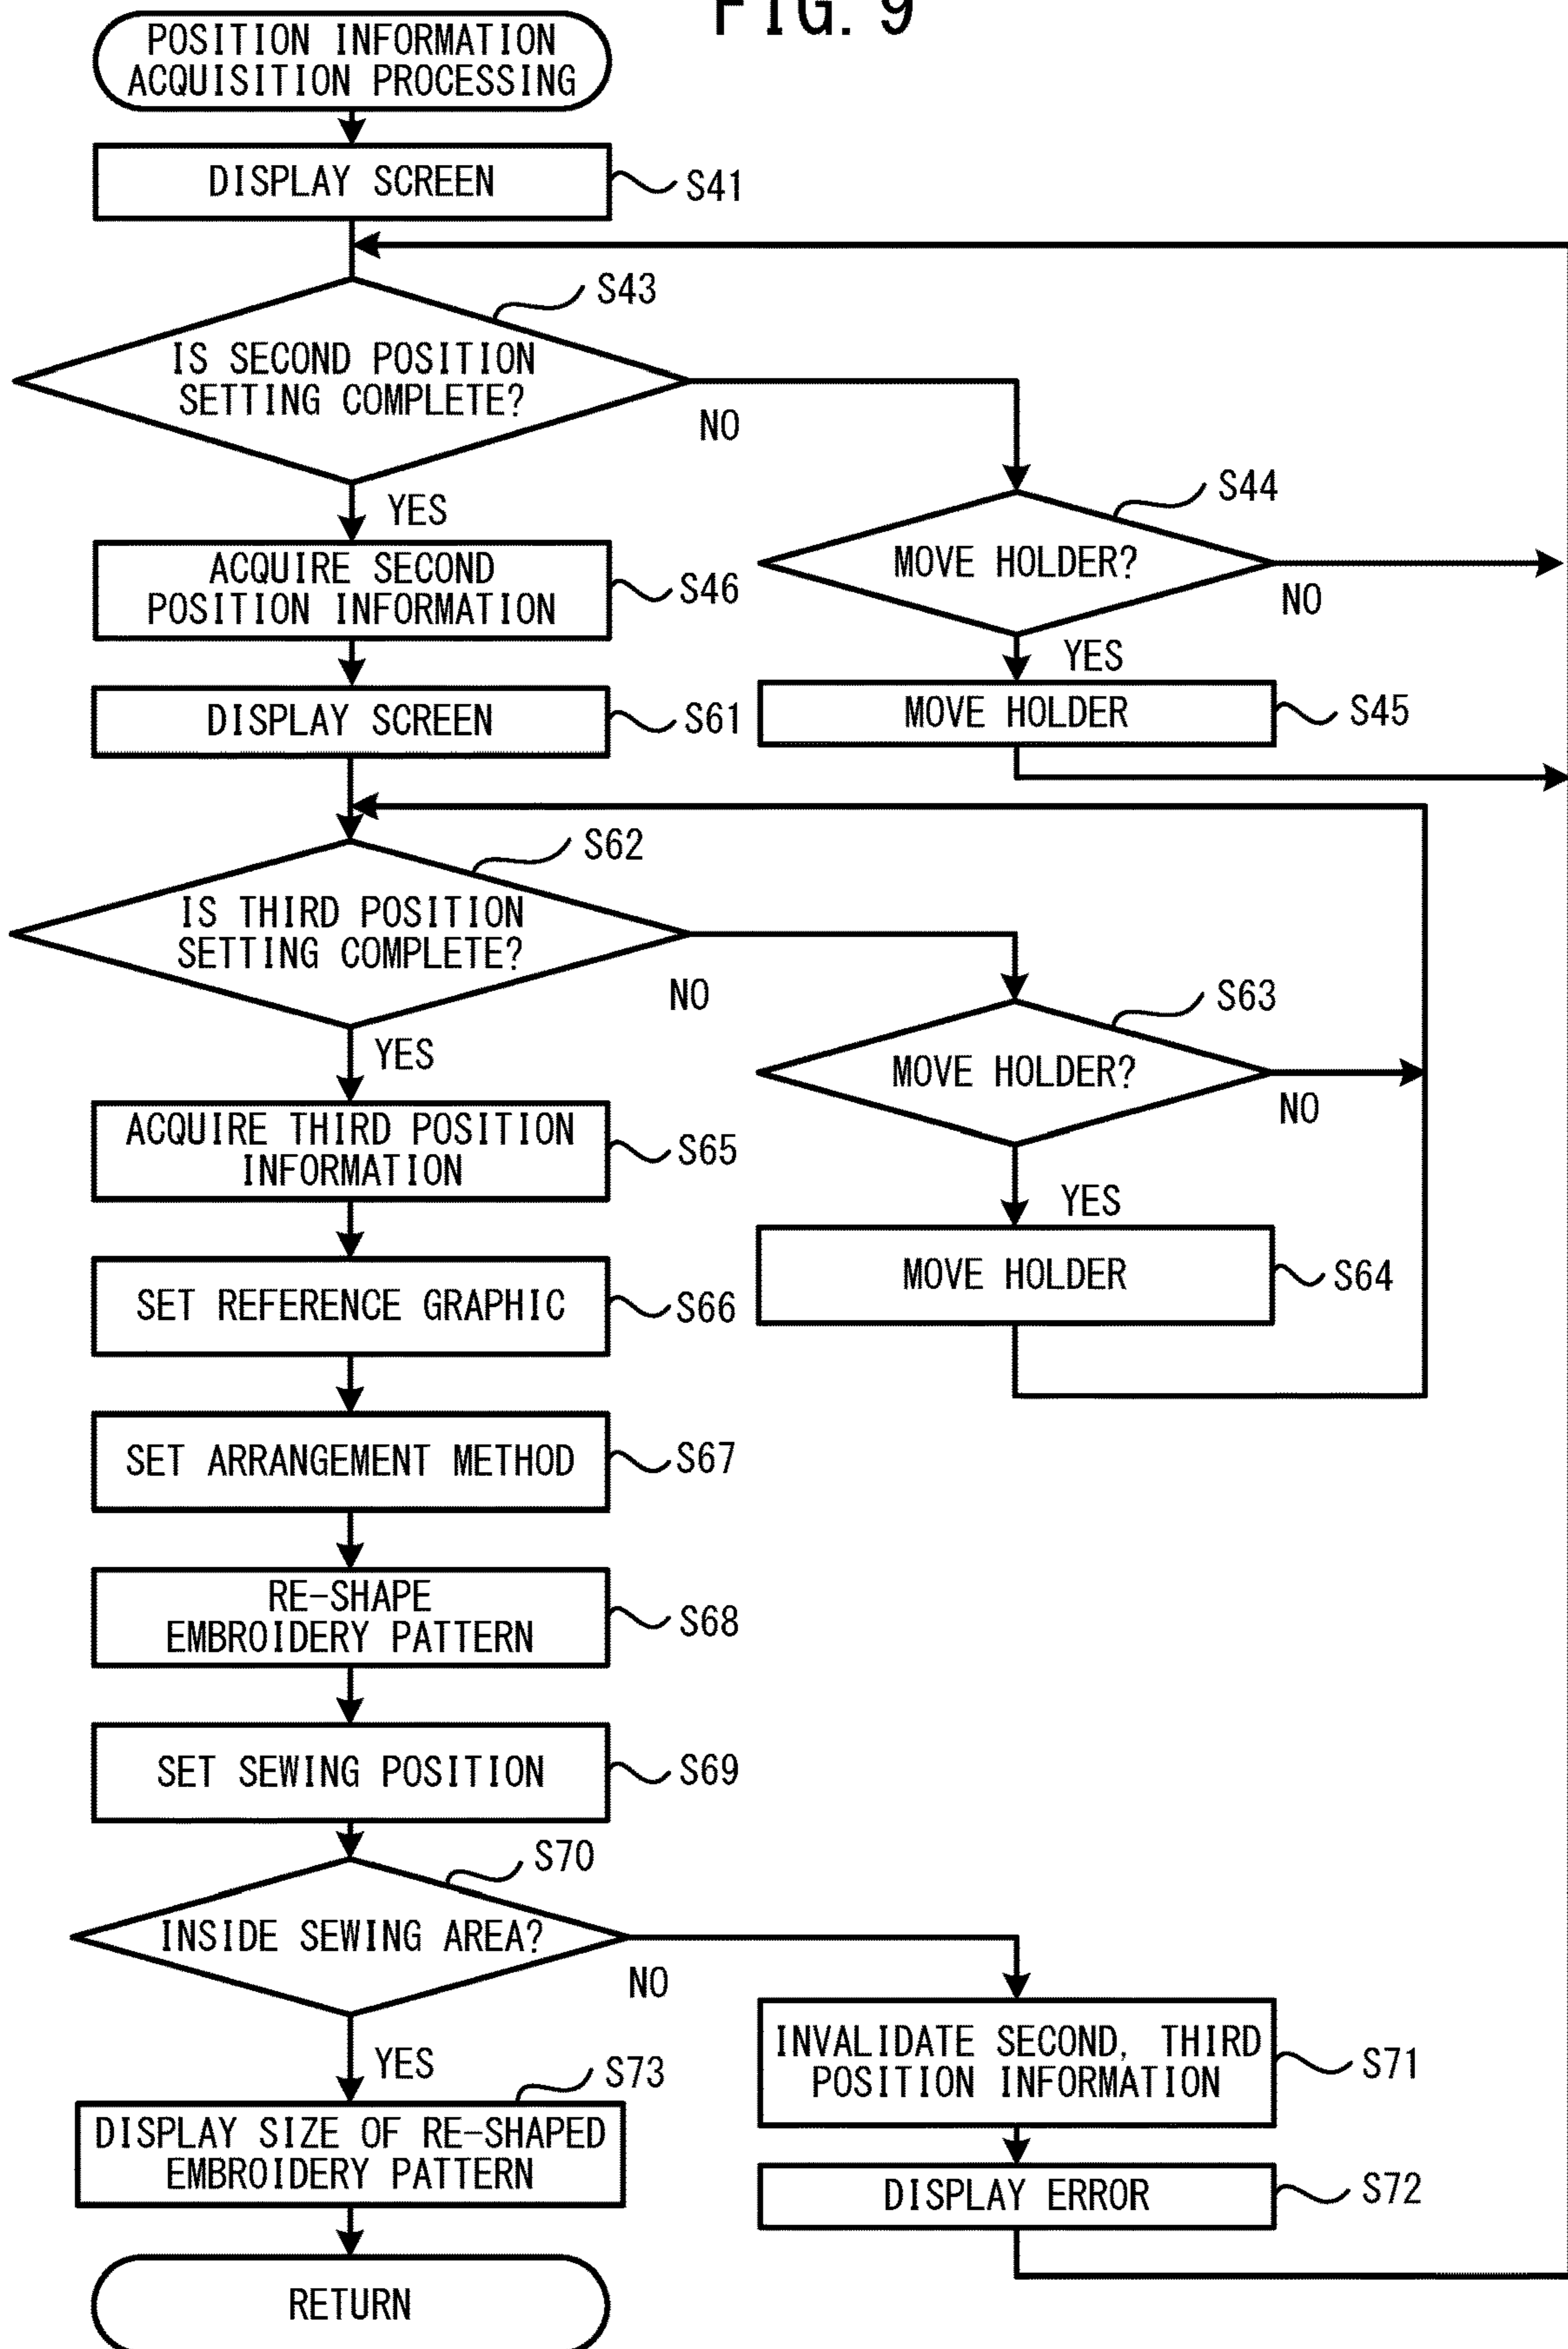 FIG. 9
POSITION INFORMATION
ACQUISITION PROCESSING
DISPLAY SCREEN
S41
S43
IS SECOND POSITION
SETTING COMPLETE?
NO
YES
S44
MOVE HOLDER?
NO
YES
ACQUIRE SECOND
POSITION INFORMATION
S46
MOVE HOLDER
S45
DISPLAY SCREEN
S61
S62
IS THIRD POSITION
SETTING COMPLETE?
NO
YES
S63
MOVE HOLDER?
NO
YES
ACQUIRE THIRD POSITION
INFORMATION
S65
MOVE HOLDER
S64
SET REFERENCE GRAPHIC
S66
SET ARRANGEMENT METHOD
S67
RE-SHAPE
EMBROIDERY PATTERN
S68
SET SEWING POSITION
S69
S70
INSIDE SEWING AREA?
NO
YES
INVALIDATE SECOND, THIRD
POSITION INFORMATION
S71
S73
DISPLAY SIZE OF RE-SHAPED
EMBROIDERY PATTERN
DISPLAY ERROR
S72
RETURN